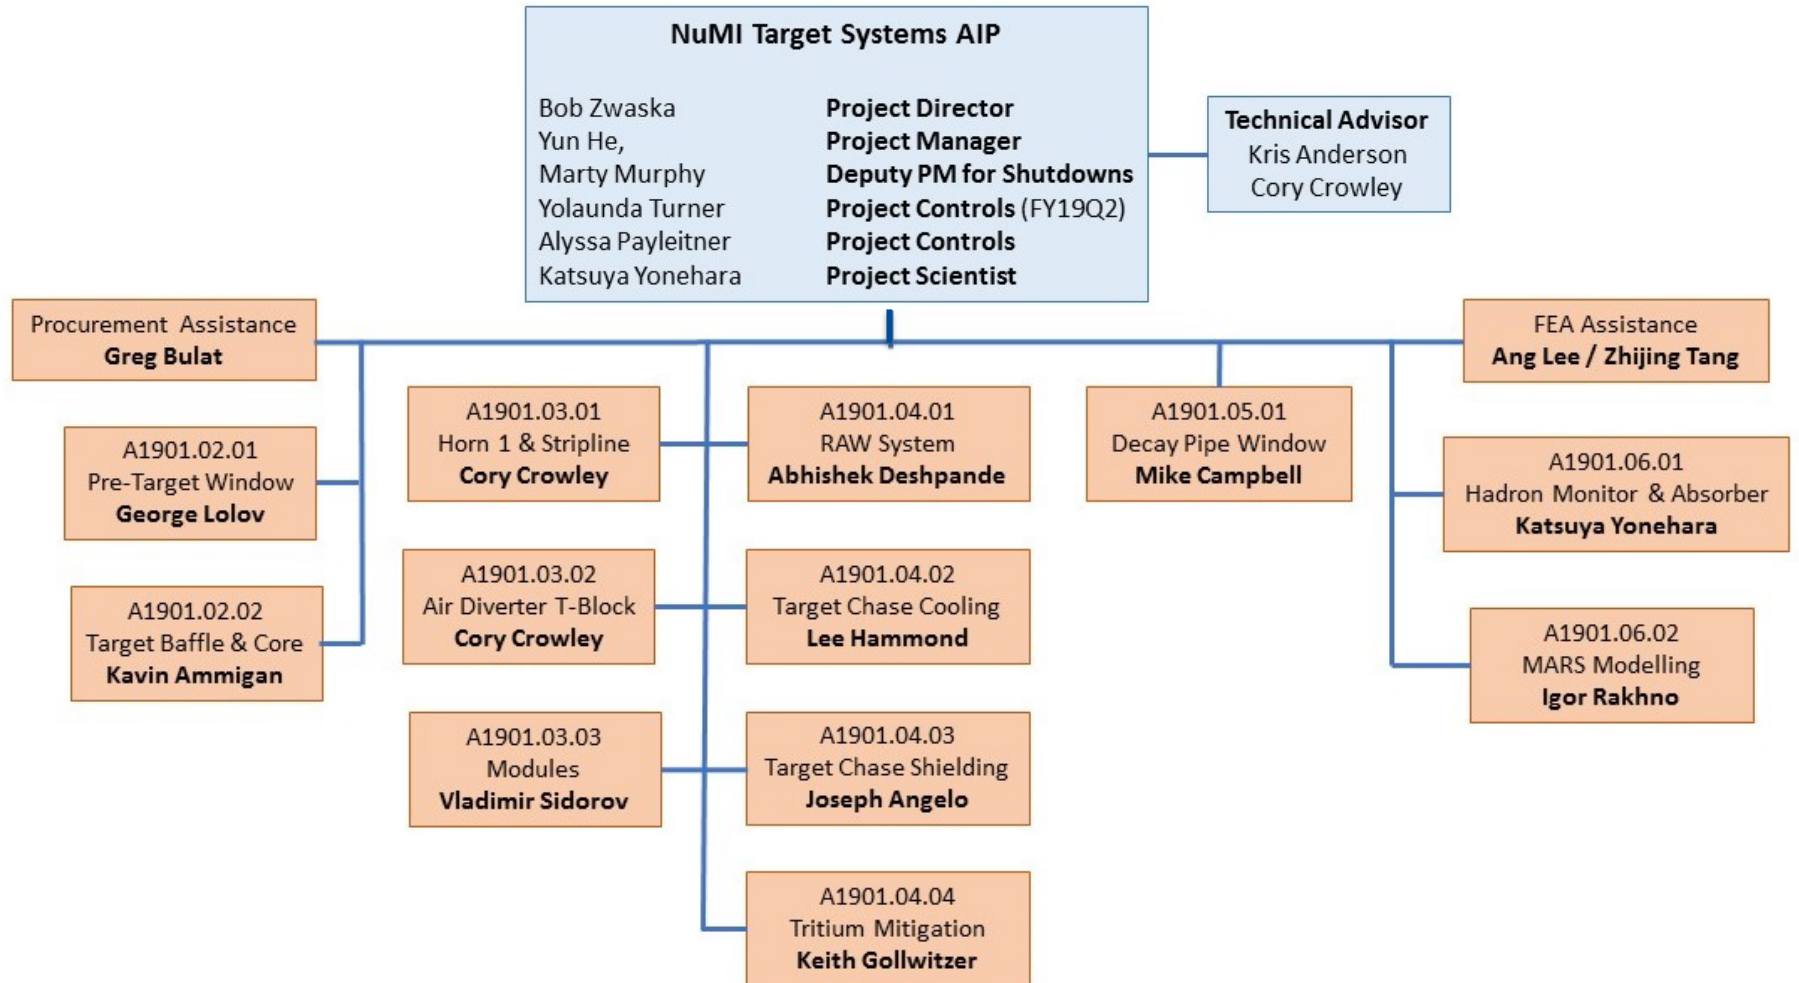 NuMI Target Systems AIP
Bob Zwaska Project Director
Yun He, Project Manager
Marty Murphy Deputy PM for Shutdowns
Yolaunda Turner Project Controls (FY19Q2)
Alyssa Payleitner Project Controls
Katsuya Yonehara Project Scientist
Technical Advisor
Kris Anderson
Cory Crowley
Procurement Assistance
Greg Bulat
FEA Assistance
Ang Lee / Zhijing Tang
A1901.02.01
Pre-Target Window
George Lolov
A1901.02.02
Target Baffle & Core
Kavin Ammigan
A1901.03.01
Horn 1 & Stripline
Cory Crowley
A1901.03.02
Air Diverter T-Block
Cory Crowley
A1901.03.03
Modules
Vladimir Sidorov
A1901.04.01
RAW System
Abhishek Deshpande
A1901.04.02
Target Chase Cooling
Lee Hammond
A1901.04.03
Target Chase Shielding
Joseph Angelo
A1901.04.04
Tritium Mitigation
Keith Gollwitzer
A1901.05.01
Decay Pipe Window
Mike Campbell
A1901.06.01
Hadron Monitor & Absorber
Katsuya Yonehara
A1901.06.02
MARS Modelling
Igor Rakhno